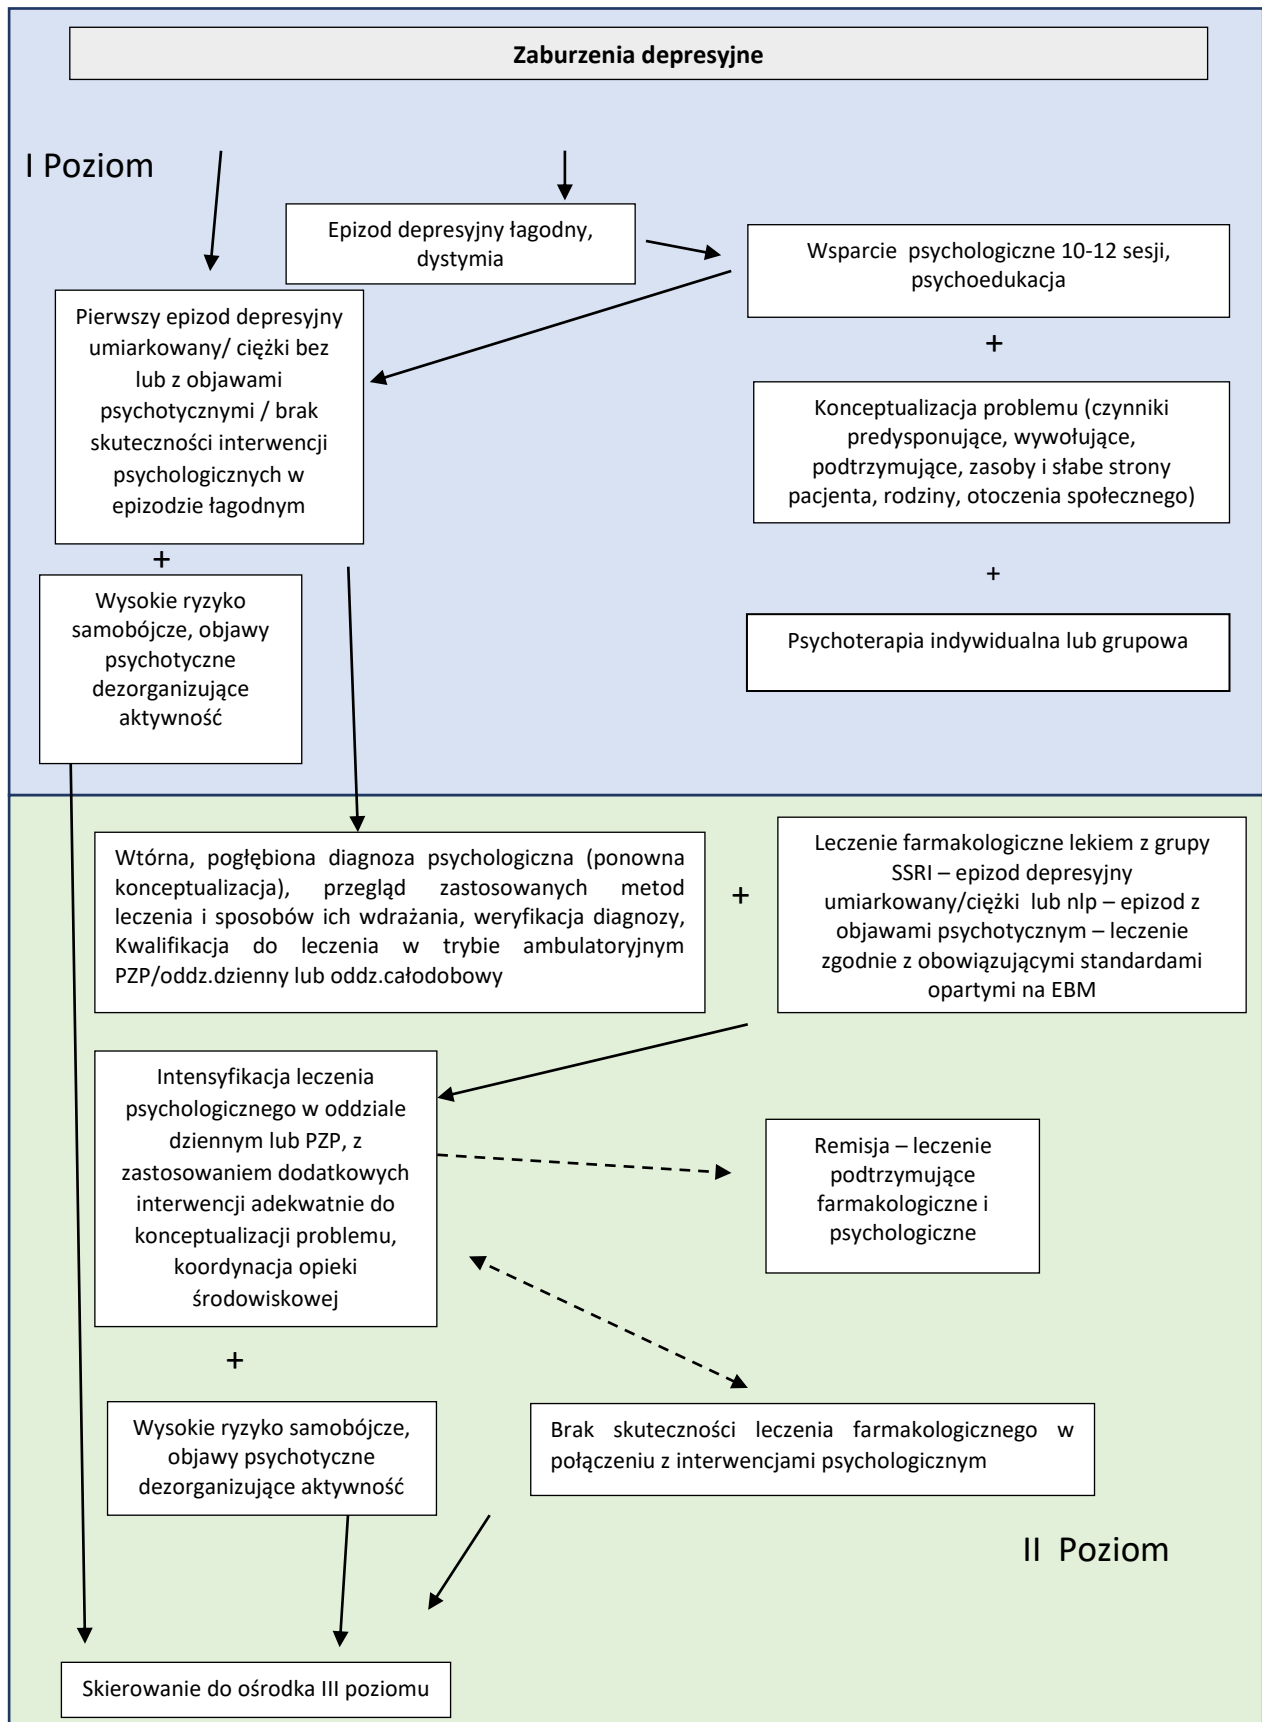 Zaburzenia depresyjne
I Poziom
Epizod depresyjny łagodny,
dystymia
Wsparcie psychologiczne 10-12 sesji,
psychoedukacja
+
Konceptualizacja problemu (czynniki
predysponujące, wywołujące,
podtrzymujące, zasoby i słabe strony
pacjenta, rodziny, otoczenia społecznego)
+
Psychoterapia indywidualna lub grupowa
Pierwszy epizod depresyjny
umiarkowany/ ciężki bez
lub z objawami
psychotycznymi / brak
skuteczności interwencji
psychologicznych w
epizodzie łagodnym
+
Wysokie ryzyko
samobójcze, objawy
psychotyczne
dezorganizujące
aktywność
Wtórna, pogłębiona diagnoza psychologiczna (ponowna
konceptualizacja), przegląd zastosowanych metod
leczenia i sposobów ich wdrażania, weryfikacja diagnozy,
Kwalifikacja do leczenia w trybie ambulatoryjnym
PZP/oddz.dzienny lub oddz.całodobowy
+
Leczenie farmakologiczne lekiem z grupy
SSRI – epizod depresyjny
umiarkowany/ciężki lub nlp – epizod z
objawami psychotycznym – leczenie
zgodnie z obowiązującymi standardami
opartymi na EBM
Intensyfikacja leczenia
psychologicznego w oddziale
dziennym lub PZP, z
zastosowaniem dodatkowych
interwencji adekwatnie do
konceptualizacji problemu,
koordynacja opieki
środowiskowej
Remisja – leczenie
podtrzymujące
farmakologiczne i
psychologiczne
+
Wysokie ryzyko samobójcze,
objawy psychotyczne
dezorganizujące aktywność
Brak skuteczności leczenia farmakologicznego w
połączeniu z interwencjami psychologicznym
II Poziom
Skierowanie do ośrodka III poziomu